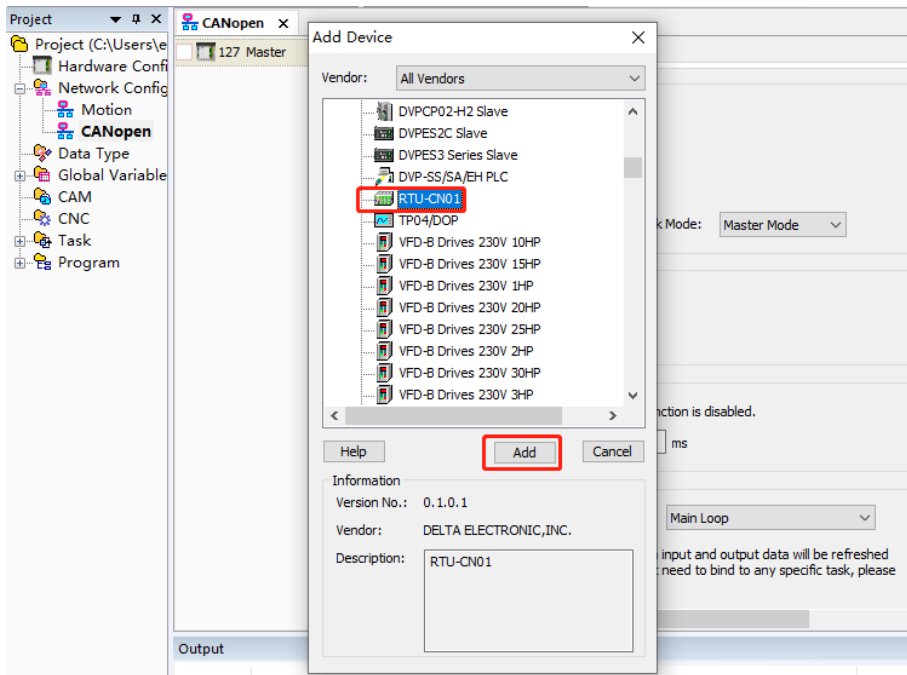 Project
Project (C:\Users\e
Hardware Confi
Network Config
Motion
CANopen
Data Type
Global Variable
CAM
CNC
Task
Program
CANopen
127 Master
Add Device
Vendor: All Vendors
DVPCP02-H2 Slave
DVPES2C Slave
DVPES3 Series Slave
DVP-SS/SA/EH PLC
RTU-CN01
TP04/DOP
VFD-B Drives 230V 10HP
VFD-B Drives 230V 15HP
VFD-B Drives 230V 1HP
VFD-B Drives 230V 20HP
VFD-B Drives 230V 25HP
VFD-B Drives 230V 2HP
VFD-B Drives 230V 30HP
VFD-B Drives 230V 3HP
Help Add Cancel
Information
Version No.: 0.1.0.1
Vendor: DELTA ELECTRONIC,INC.
Description: RTU-CN01
k Mode: Master Mode
nction is disabled.
ms
Main Loop
input and output data will be refreshed
need to bind to any specific task, please
Output